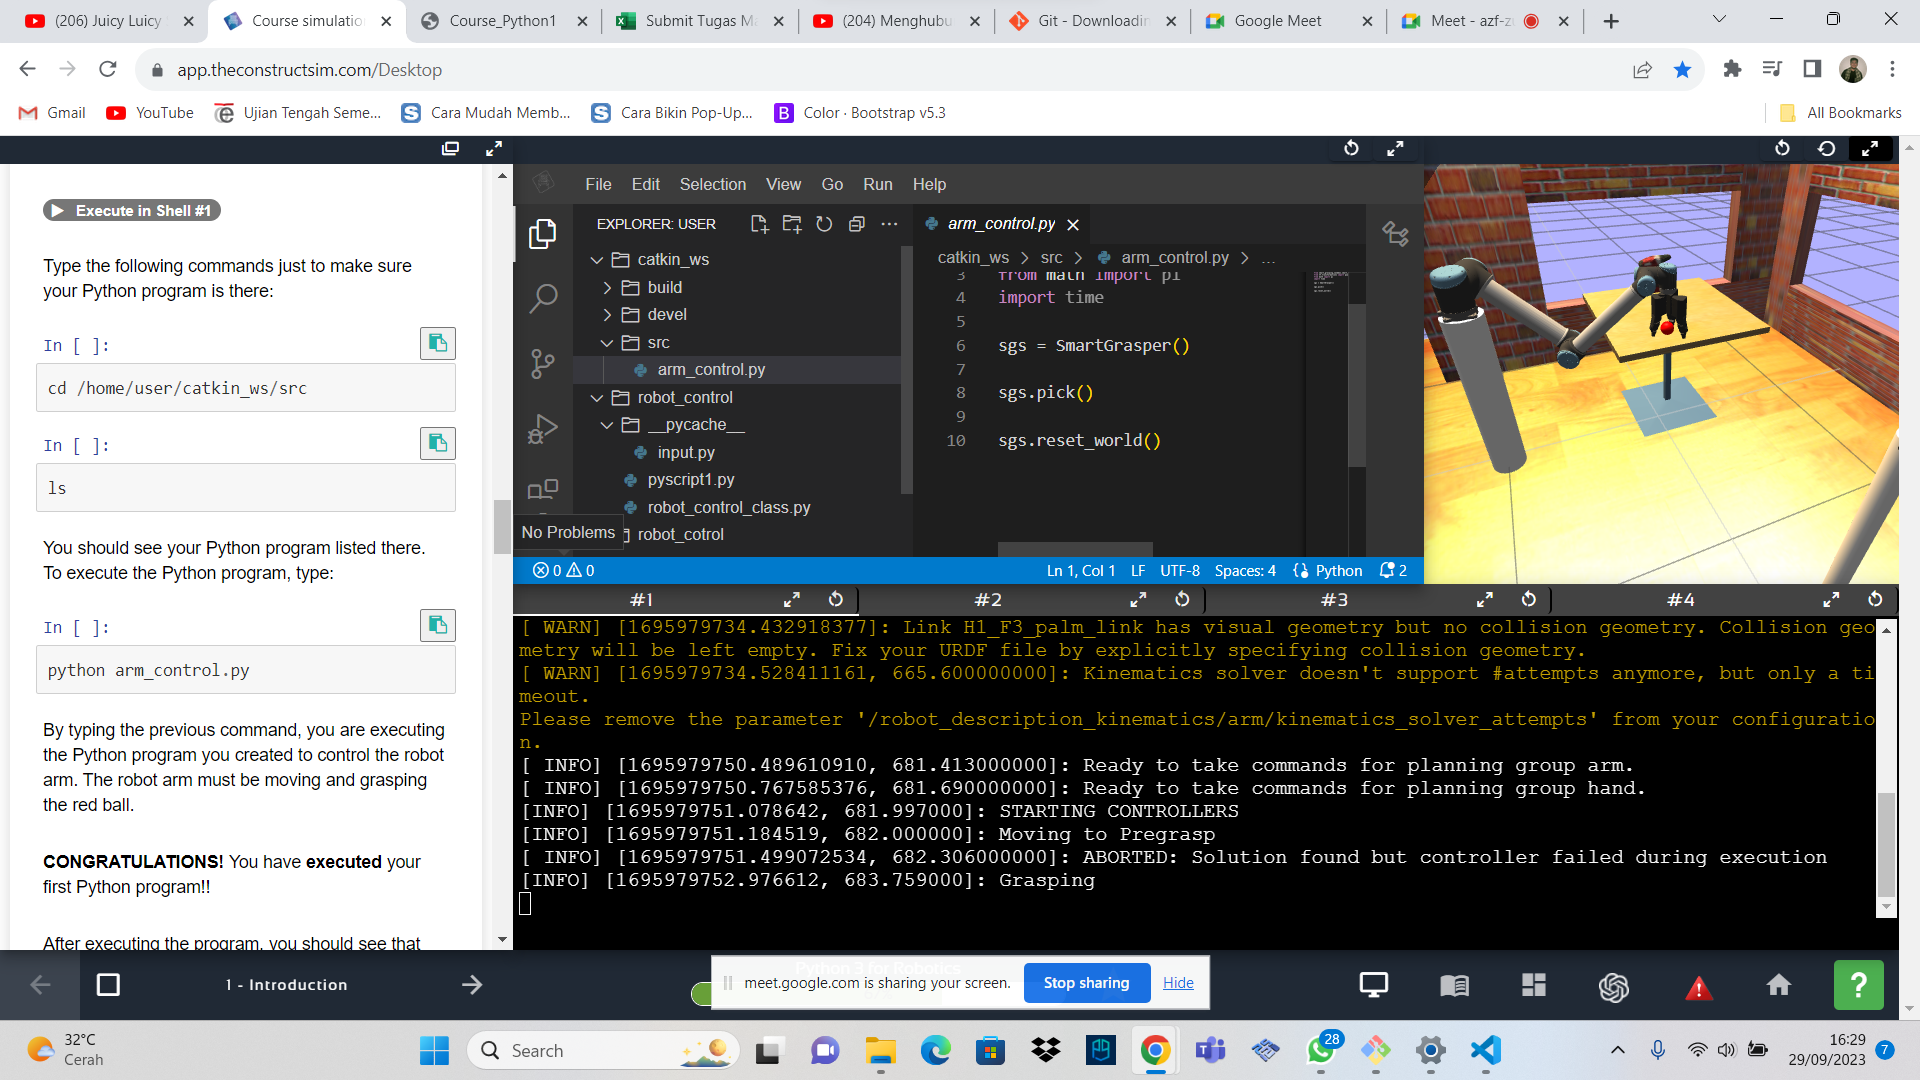 (206) Juicy Luicy
Course simulatio
Course_Python1
Submit Tugas M
(204) Menghubu
Git - Downloadin
Google Meet
Meet - azf-z
app.theconstructsim.com/Desktop
Gmail
YouTube
Ujian Tengah Seme...
Cara Mudah Memb...
Cara Bikin Pop-Up...
Color · Bootstrap v5.3
All Bookmarks
Execute in Shell #1
Type the following commands just to make sure
your Python program is there:
In [ ]:
cd /home/user/catkin_ws/src
In [ ]:
ls
You should see your Python program listed there.
To execute the Python program, type:
In [ ]:
python arm_control.py
By typing the previous command, you are executing
the Python program you created to control the robot
arm. The robot arm must be moving and grasping
the red ball.
CONGRATULATIONS! You have executed your
first Python program!!
After executing the program, you should see that
File Edit Selection View Go Run Help
EXPLORER: USER
catkin_ws
build
devel
src
arm_control.py
robot_control
__pycache__
input.py
pyscript1.py
robot_control_class.py
robot_cotrol
No Problems
arm_control.py
catkin_ws > src > arm_control.py > ...
3 from math import pi
4 import time
5
6 sgs = SmartGrasper()
7
8 sgs.pick()
9
10 sgs.reset_world()
0 0
Ln 1, Col 1 LF UTF-8 Spaces: 4 Python 2
#1 #2 #3 #4
[ WARN] [1695979734.432918377]: Link H1_F3_palm_link has visual geometry but no collision geometry. Collision geo
metry will be left empty. Fix your URDF file by explicitly specifying collision geometry.
[ WARN] [1695979734.528411161, 665.600000000]: Kinematics solver doesn't support #attempts anymore, but only a ti
meout.
Please remove the parameter '/robot_description_kinematics/arm/kinematics_solver_attempts' from your configuratio
n.
[ INFO] [1695979750.489610910, 681.413000000]: Ready to take commands for planning group arm.
[ INFO] [1695979750.767585376, 681.690000000]: Ready to take commands for planning group hand.
[INFO] [1695979751.078642, 681.997000]: STARTING CONTROLLERS
[INFO] [1695979751.184519, 682.000000]: Moving to Pregrasp
[ INFO] [1695979751.499072534, 682.306000000]: ABORTED: Solution found but controller failed during execution
[INFO] [1695979752.976612, 683.759000]: Grasping
1 - Introduction
Python 3 for Robotics
meet.google.com is sharing your screen.
Stop sharing
Hide
?
32°C
Cerah
Search
28
16:29
29/09/2023
7